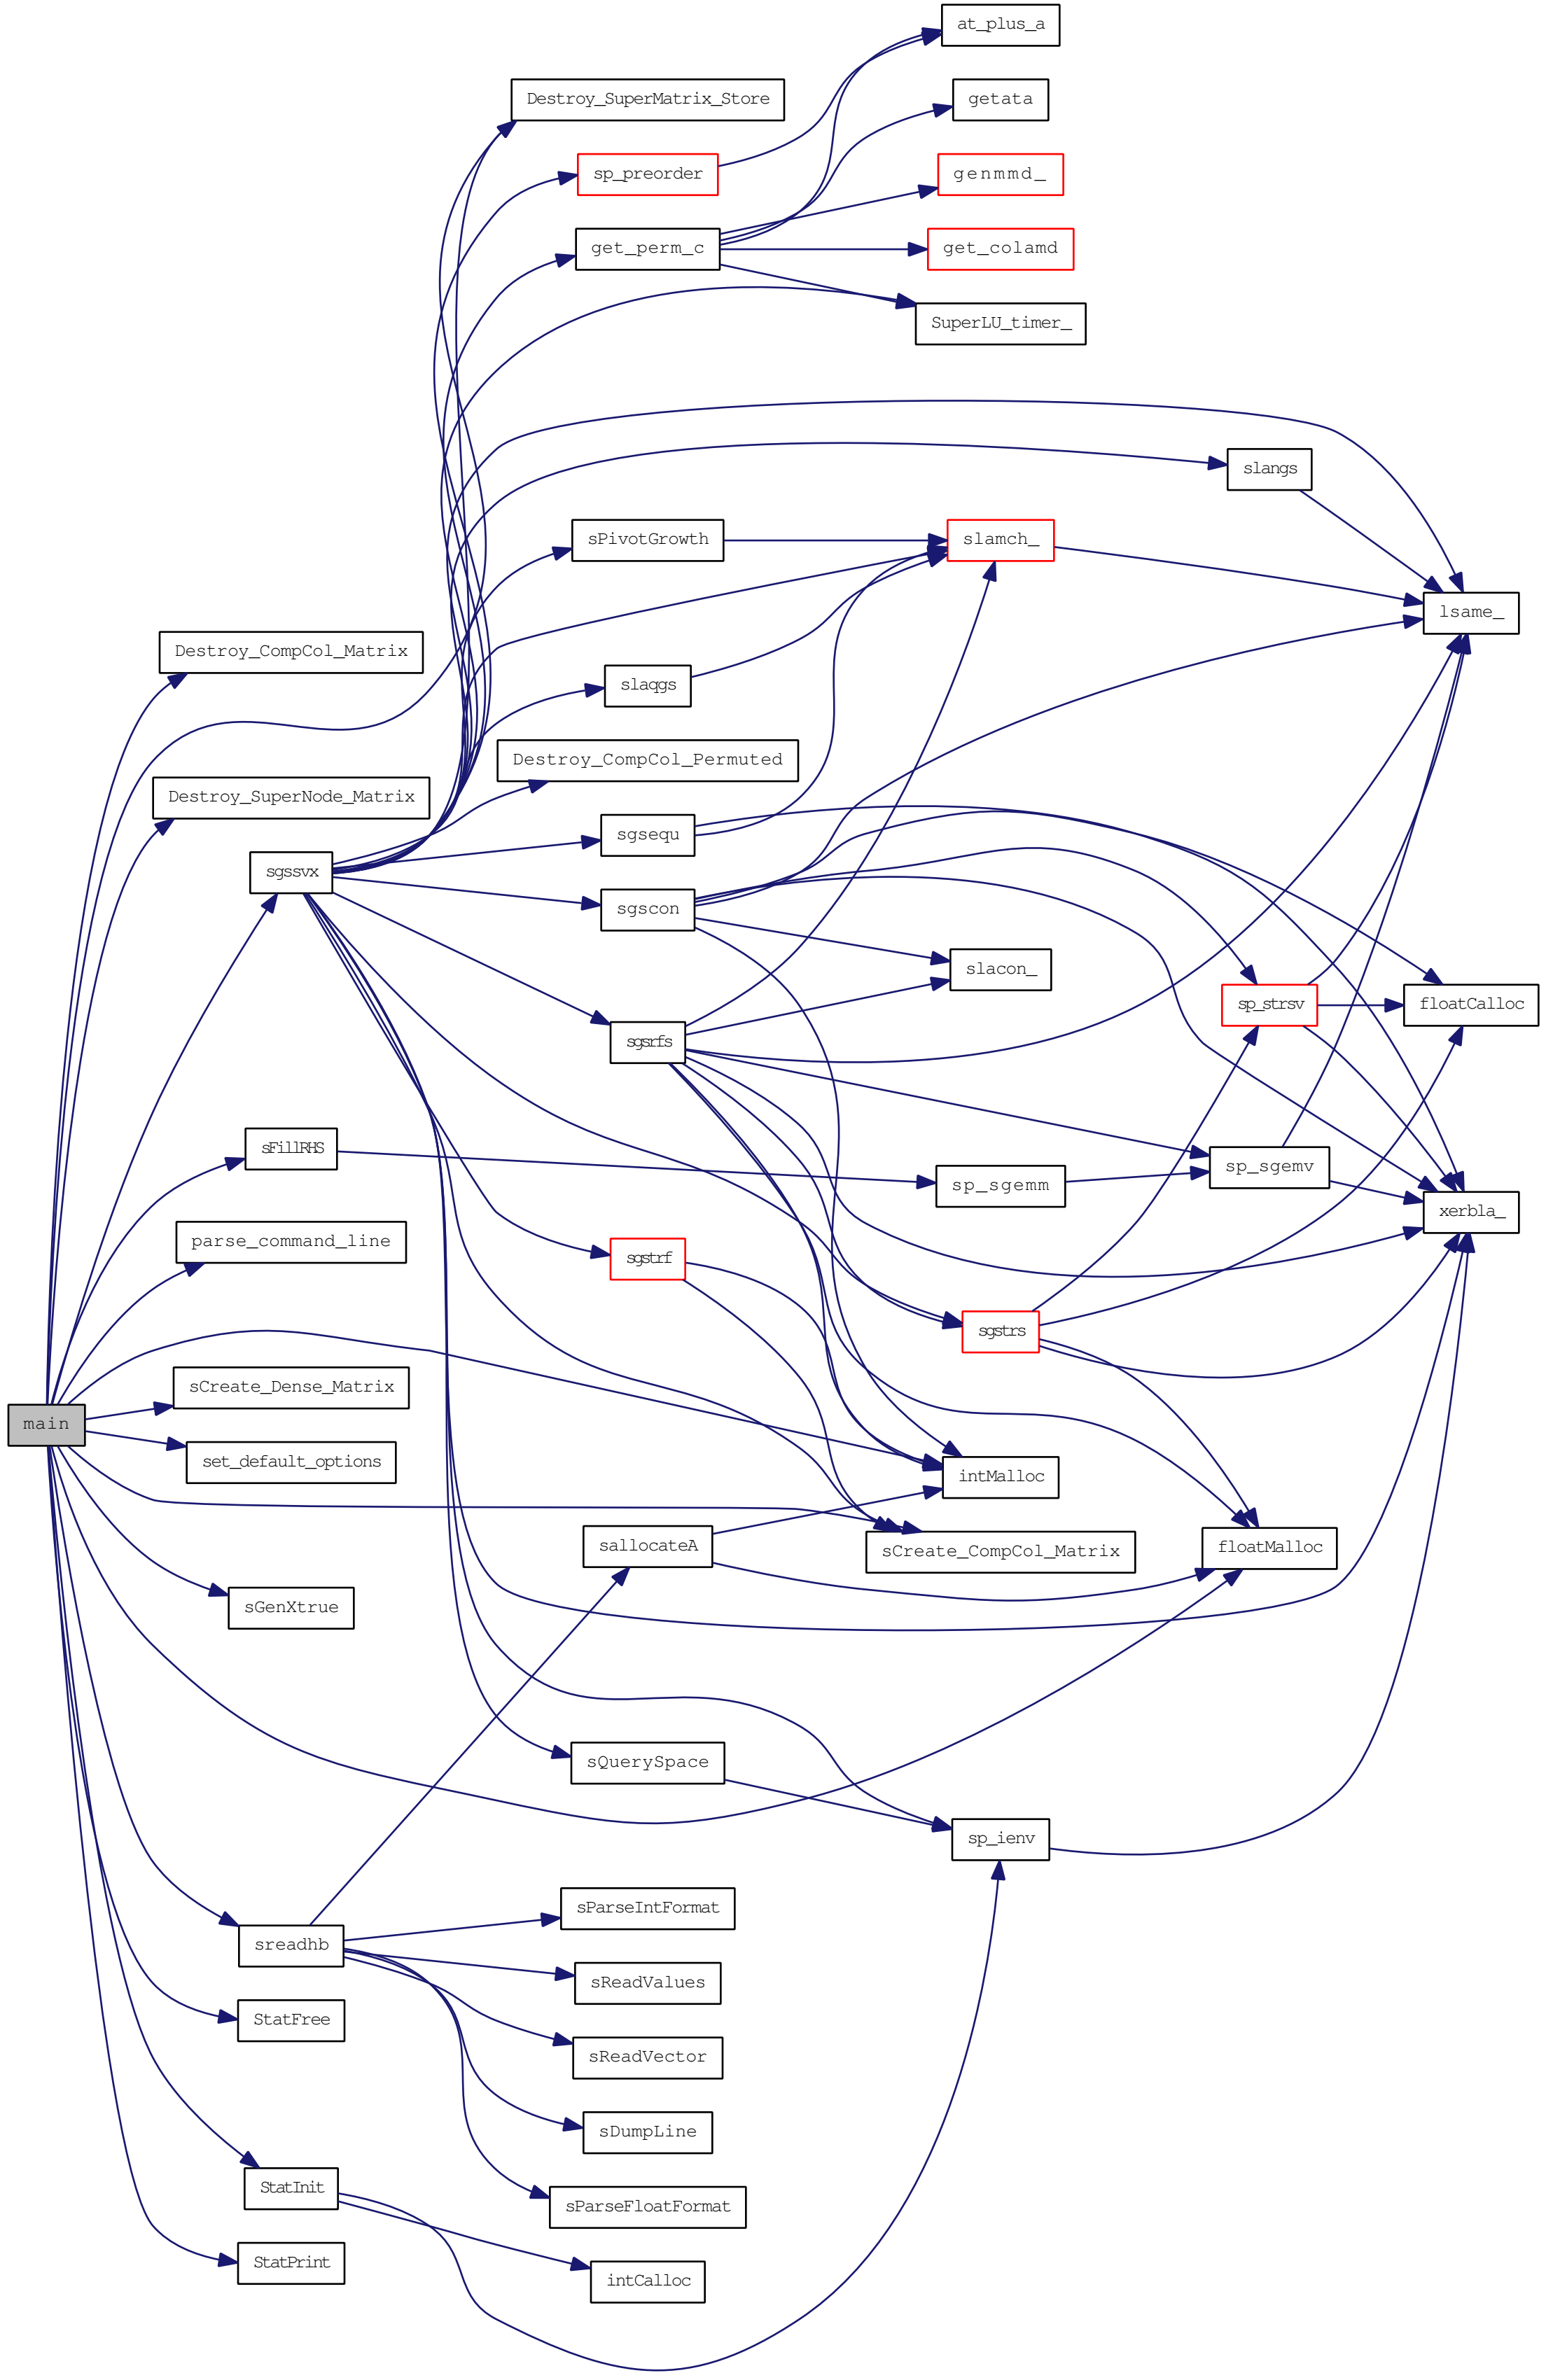 at_plus_a
Destroy_SuperMatrix_Store
getata
sp_preorder
genmmd_
get_perm_c
get_colamd
SuperLU_timer_
slangs
sPivotGrowth
slamch_
lsame_
Destroy_CompCol_Matrix
slaqgs
Destroy_CompCol_Permuted
Destroy_SuperNode_Matrix
sgsequ
sgssvx
sgscon
slacon_
sp_strsv
floatCalloc
sgsrfs
sFillRHS
sp_sgemv
sp_sgemm
xerbla_
parse_command_line
sgstrf
sgstrs
sCreate_Dense_Matrix
main
set_default_options
intMalloc
sallocateA
sCreate_CompCol_Matrix
floatMalloc
sGenXtrue
sQuerySpace
sp_ienv
sParseIntFormat
sreadhb
sReadValues
StatFree
sReadVector
sDumpLine
StatInit
sParseFloatFormat
StatPrint
intCalloc